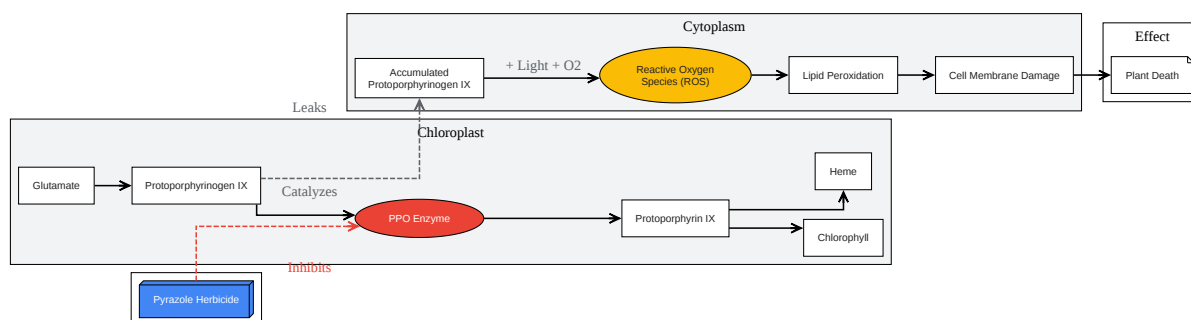 Cytoplasm
Effect
Accumulated
Protoporphyrinogen IX
+ Light + O2
Reactive Oxygen
Species (ROS)
Lipid Peroxidation
Cell Membrane Damage
Plant Death
Leaks
Chloroplast
Glutamate
Protoporphyrinogen IX
Catalyzes
PPO Enzyme
Protoporphyrin IX
Heme
Chlorophyll
Inhibits
Pyrazole Herbicide